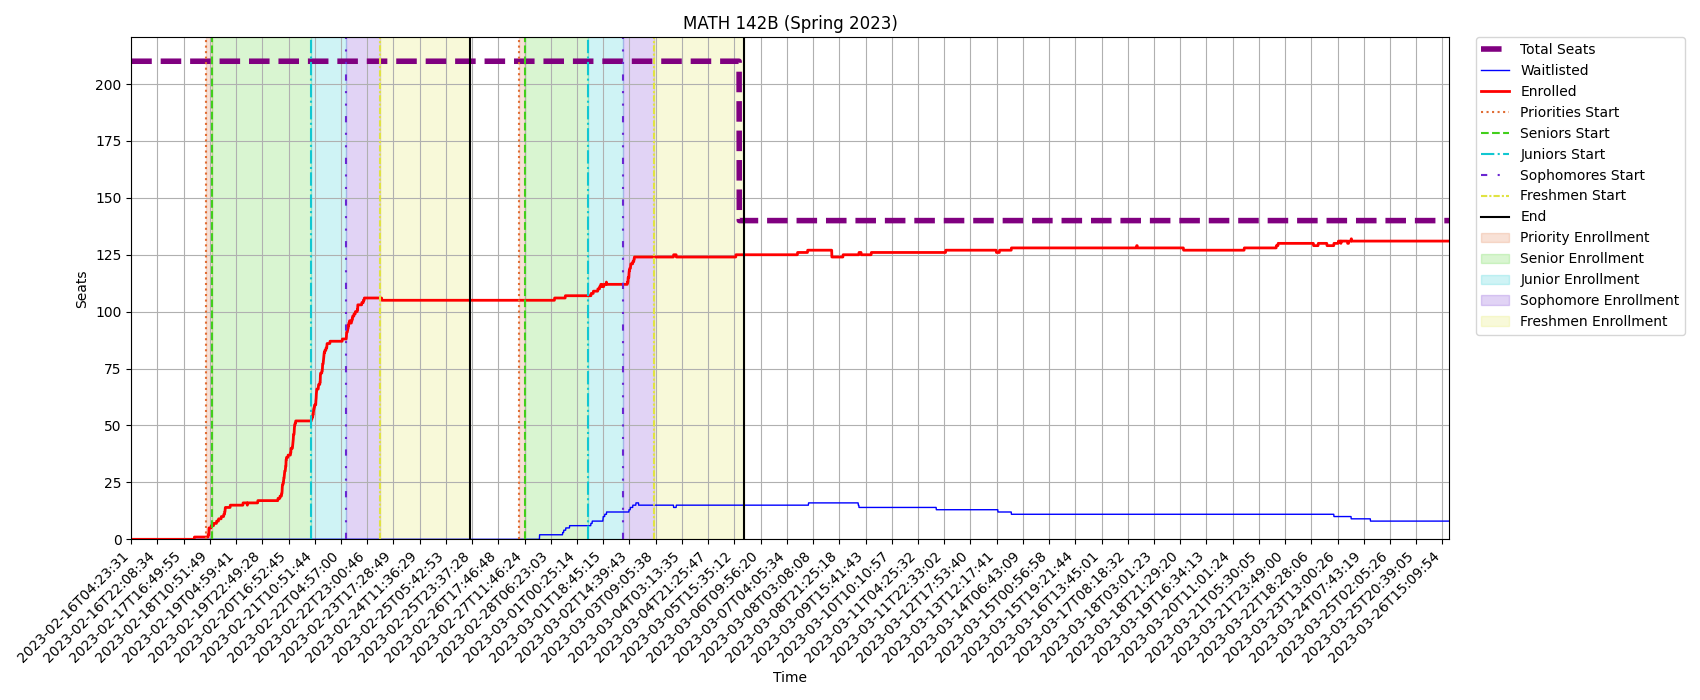 MATH 142B (Spring 2023)
Seats
200
175
150
125
100
75
50
25
0
2023-02-16T04:23:31
2023-02-16T22:08:34
2023-02-17T16:49:55
2023-02-18T10:51:49
2023-02-19T04:59:41
2023-02-19T22:49:28
2023-02-20T16:52:45
2023-02-21T10:51:44
2023-02-22T04:57:00
2023-02-22T23:00:46
2023-02-23T17:28:49
2023-02-24T11:36:29
2023-02-25T05:42:53
2023-02-25T23:37:28
2023-02-26T17:46:48
2023-02-27T11:46:24
2023-02-28T06:23:03
2023-03-01T00:25:14
2023-03-01T18:45:15
2023-03-02T14:39:43
2023-03-03T09:05:38
2023-03-04T03:13:35
2023-03-04T21:25:47
2023-03-05T15:35:12
2023-03-06T09:56:20
2023-03-07T04:05:34
2023-03-08T03:08:08
2023-03-08T21:25:18
2023-03-09T15:41:43
2023-03-10T10:10:57
2023-03-11T04:25:32
2023-03-11T22:33:02
2023-03-12T17:53:40
2023-03-13T12:17:41
2023-03-14T06:43:09
2023-03-15T00:56:58
2023-03-15T19:21:44
2023-03-16T13:45:01
2023-03-17T08:18:32
2023-03-18T03:01:23
2023-03-18T21:29:20
2023-03-19T16:34:13
2023-03-20T11:01:24
2023-03-21T05:30:05
2023-03-21T23:49:00
2023-03-22T18:28:06
2023-03-23T13:00:26
2023-03-24T07:43:19
2023-03-25T02:05:26
2023-03-25T20:39:05
2023-03-26T15:09:54
Time
Total Seats
Waitlisted
Enrolled
Priorities Start
Seniors Start
Juniors Start
Sophomores Start
Freshmen Start
End
Priority Enrollment
Senior Enrollment
Junior Enrollment
Sophomore Enrollment
Freshmen Enrollment